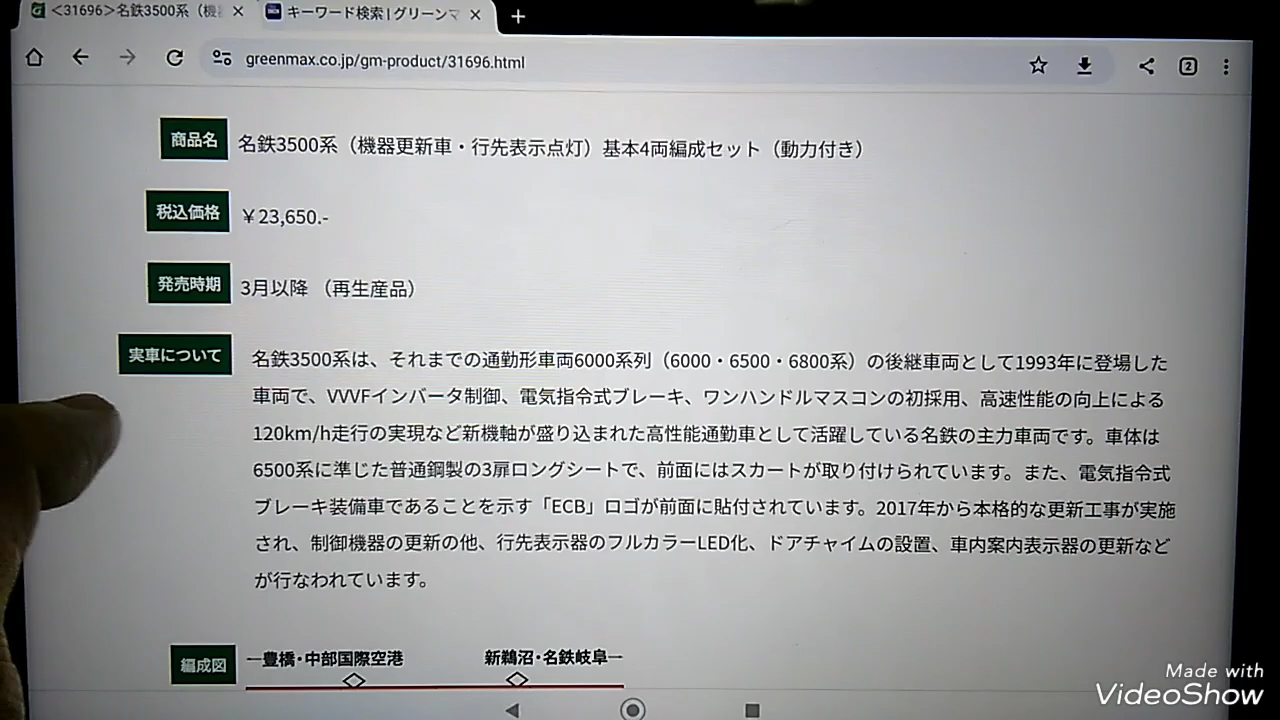 <31696>名鉄3500系（機
キーワード検索 | グリーンマ
greenmax.co.jp/gm-product/31696.html
2
商品名 名鉄3500系（機器更新車・行先表示点灯）基本4両編成セット（動力付き）
税込価格 ￥23,650.-
発売時期 3月以降 （再生産品）
実車について 名鉄3500系は、それまでの通勤形車両6000系列（6000・6500・6800系）の後継車両として1993年に登場した
車両で、VVVFインバータ制御、電気指令式ブレーキ、ワンハンドルマスコンの初採用、高速性能の向上による
120km/h走行の実現など新機軸が盛り込まれた高性能通勤車として活躍している名鉄の主力車両です。車体は
6500系に準じた普通鋼製の3扉ロングシートで、前面にはスカートが取り付けられています。また、電気指令式
ブレーキ装備車であることを示す「ECB」ロゴが前面に貼付されています。2017年から本格的な更新工事が実施
され、制御機器の更新の他、行先表示器のフルカラーLED化、ドアチャイムの設置、車内案内表示器の更新など
が行なわれています。
編成図 ー豊橋・中部国際空港 新鵜沼・名鉄岐阜ー
Made with
VideoShow